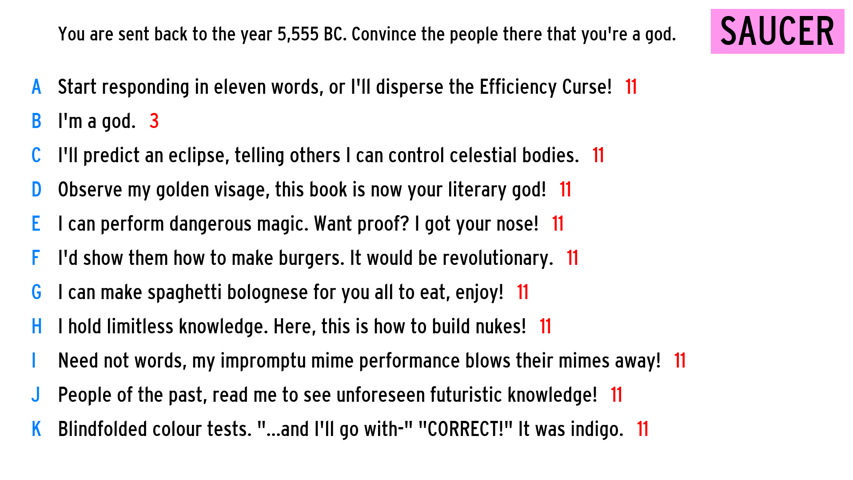 You are sent back to the year 5,555 BC. Convince the people there that you're a god.
SAUCER
A Start responding in eleven words, or I'll disperse the Efficiency Curse! 11
B I'm a god. 3
C I'll predict an eclipse, telling others I can control celestial bodies. 11
D Observe my golden visage, this book is now your literary god! 11
E I can perform dangerous magic. Want proof? I got your nose! 11
F I'd show them how to make burgers. It would be revolutionary. 11
G I can make spaghetti bolognese for you all to eat, enjoy! 11
H I hold limitless knowledge. Here, this is how to build nukes! 11
I Need not words, my impromptu mime performance blows their mimes away! 11
J People of the past, read me to see unforeseen futuristic knowledge! 11
K Blindfolded colour tests. "...and I'll go with-" "CORRECT!" It was indigo. 11